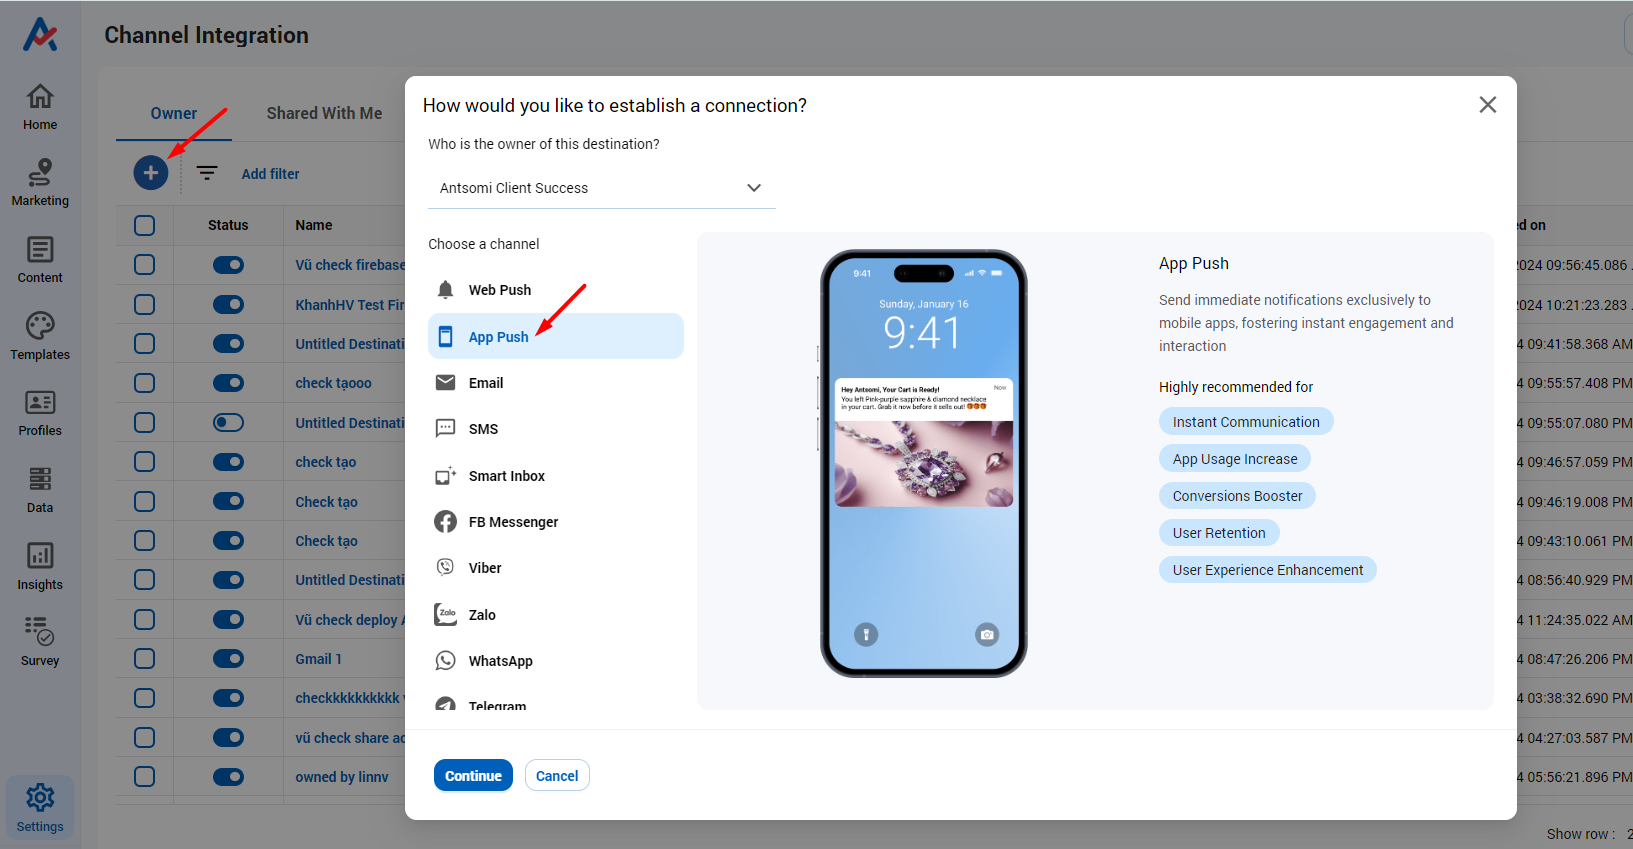 Channel Integration
Home
Marketing
Content
Templates
Profiles
Data
Insights
Survey
Settings
Owner
Shared With Me
Add filter
Status
Name
Vũ check firebase
KhanhHV Test Fir
Untitled Destinati
check tạooo
Untitled Destinati
check tạo
Check tạo
Check tạo
Untitled Destinati
Vũ check deploy A
Gmail 1
checkkkkkkkkkk
vũ check share ac
owned by linnv
How would you like to establish a connection?
Who is the owner of this destination?
Antsomi Client Success
Choose a channel
Web Push
App Push
Email
SMS
Smart Inbox
FB Messenger
Viber
Zalo
Zalo
WhatsApp
Telegram
9:41
Sunday, January 16
9:41
Hey Antsomi, Your Cart is Ready!
Now
You left Pink-purple sapphire & diamond necklace
in your cart. Grab it now before it sells out! 🎁🎁🎁
App Push
Send immediate notifications exclusively to
mobile apps, fostering instant engagement and
interaction
Highly recommended for
Instant Communication
App Usage Increase
Conversions Booster
User Retention
User Experience Enhancement
Continue
Cancel
ed on
2024 09:56:45.086
2024 10:21:23.283
4 09:41:58.368 AM
4 09:55:57.408 PM
4 09:55:07.080 PM
4 09:46:57.059 PM
4 09:46:19.008 PM
4 09:43:10.061 PM
4 08:56:40.929 PM
4 11:24:35.022 AM
4 08:47:26.206 PM
4 03:38:32.690 PM
4 04:27:03.587 PM
4 05:56:21.896 PM
Show row : 2